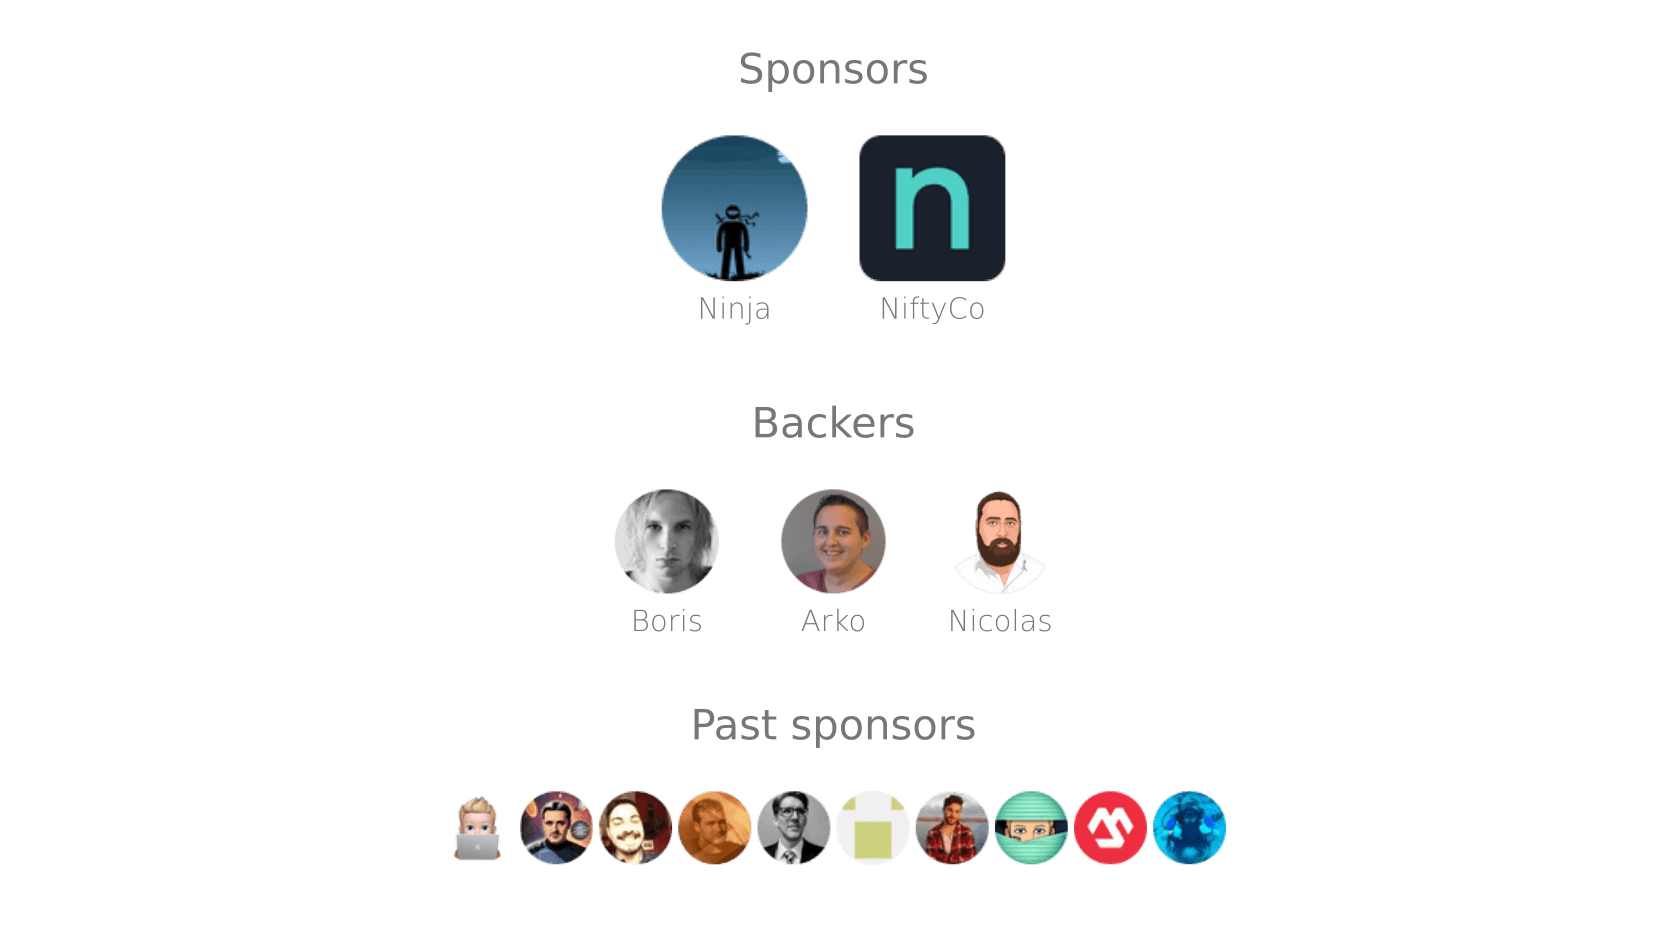 Sponsors
n
Ninja
NiftyCo
Backers
Boris
Arko
Nicolas
Past sponsors